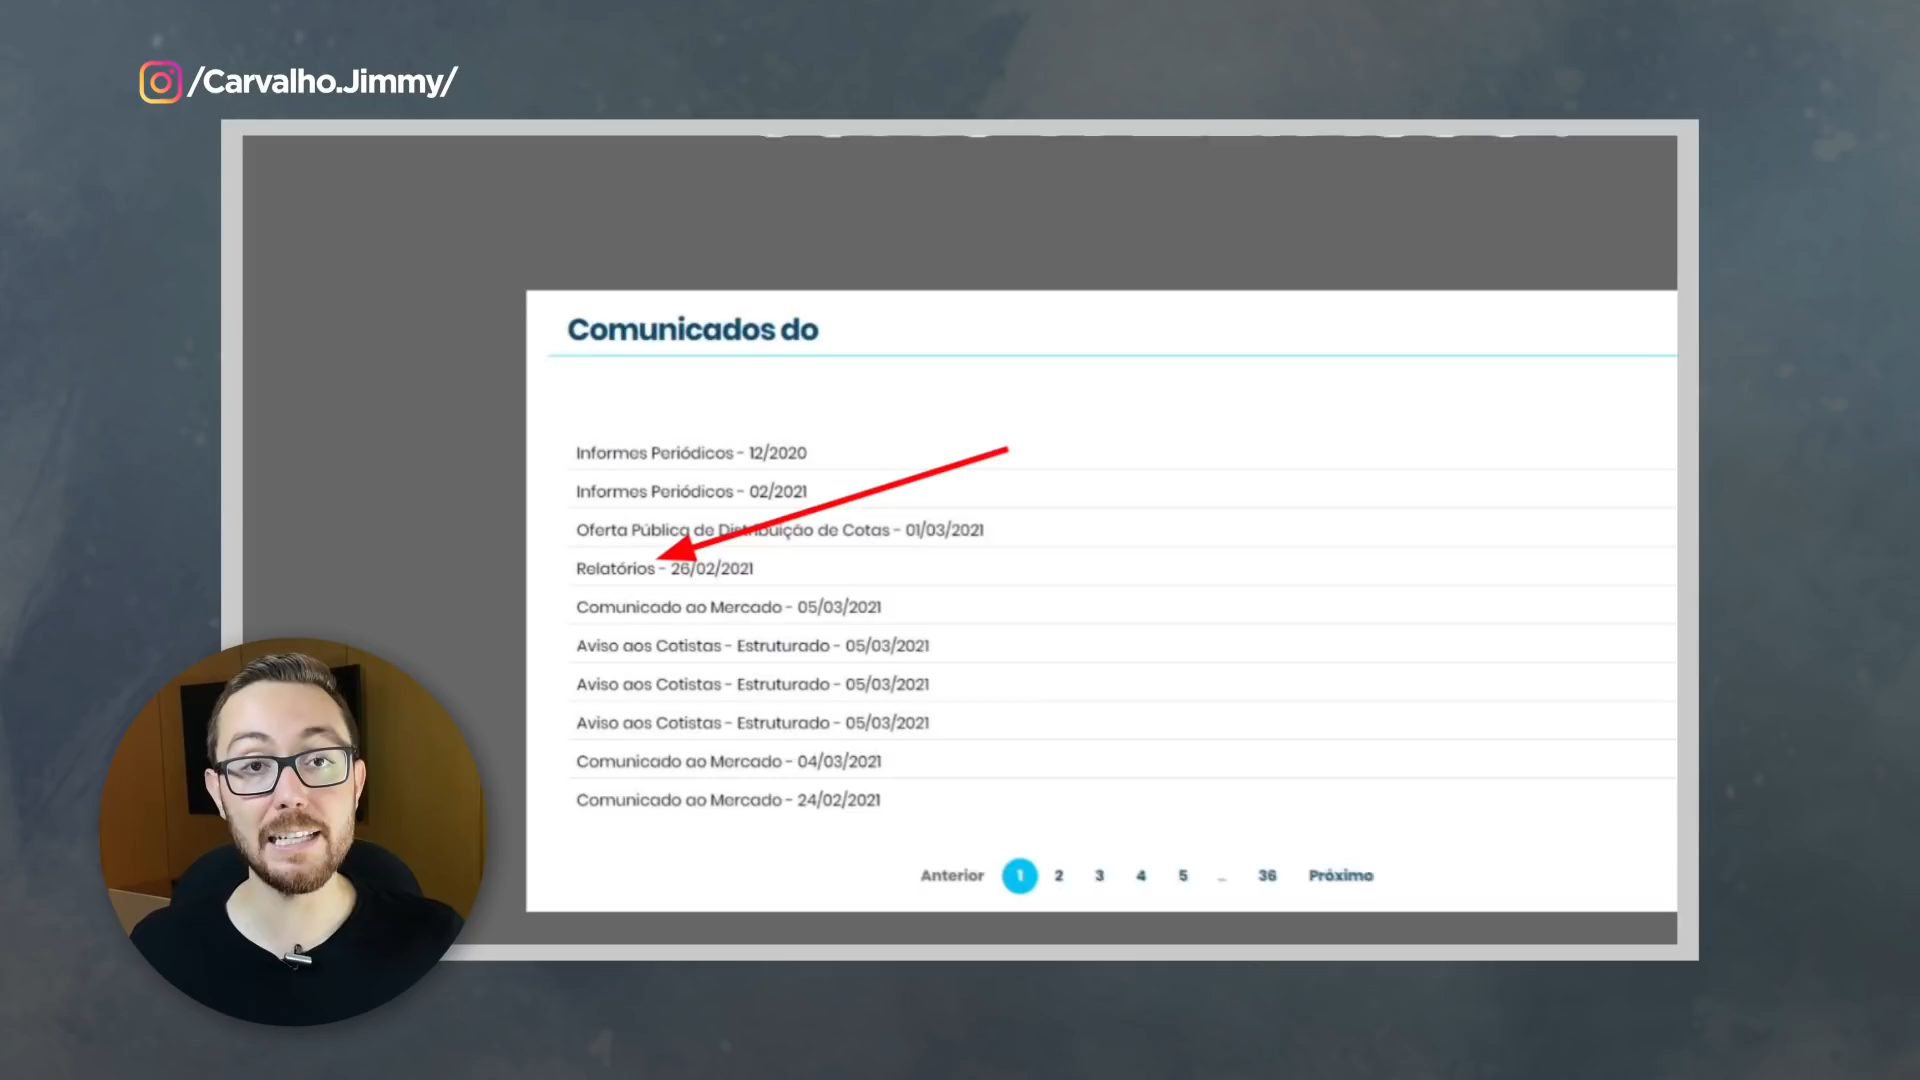 /Carvalho.Jimmy/
Comunicados do
Informes Periódicos - 12/2020
Informes Periódicos - 02/2021
Oferta Pública de Distribuição de Cotas - 01/03/2021
Relatórios - 26/02/2021
Comunicado ao Mercado - 05/03/2021
Aviso aos Cotistas - Estruturado - 05/03/2021
Aviso aos Cotistas - Estruturado - 05/03/2021
Aviso aos Cotistas - Estruturado - 05/03/2021
Comunicado ao Mercado - 04/03/2021
Comunicado ao Mercado - 24/02/2021
Anterior 1 2 3 4 5 ... 36 Próximo